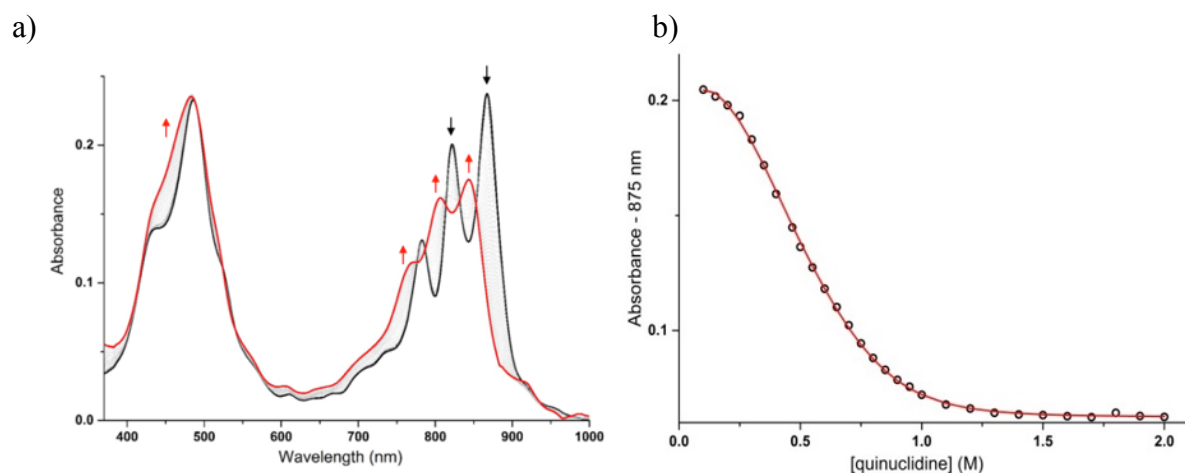 a)
b)
0.2
0.1
0.0
Absorbance
400 500 600 700 800 900 1000
Wavelength (nm)
0.2
0.1
Absorbance - 875 nm
0.0 0.5 1.0 1.5 2.0
[quinuclidine] (M)